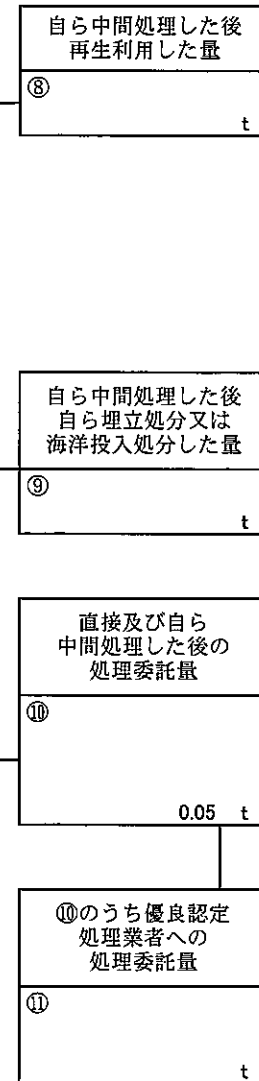 自ら中間処理した後
再生利用した量
⑧
t
自ら中間処理した後
自ら埋立処分又は
海洋投入処分した量
⑨
t
直接及び自ら
中間処理した後の
処理委託量
⑩
0.05 t
⑩のうち優良認定
処理業者への
処理委託量
⑪
t